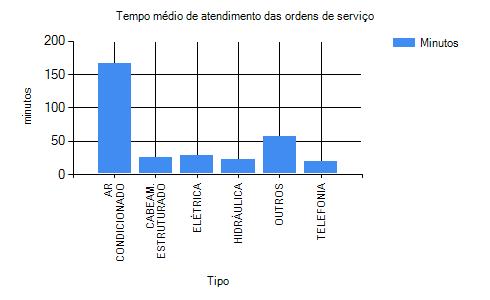 Tempo médio de atendimento das ordens de serviço
200
150
100
50
0
minutos
Minutos
AR
CONDICIONADO
CABEAM.
ESTRUTURADO
ELÉTRICA
HIDRÁULICA
OUTROS
TELEFONIA
Tipo